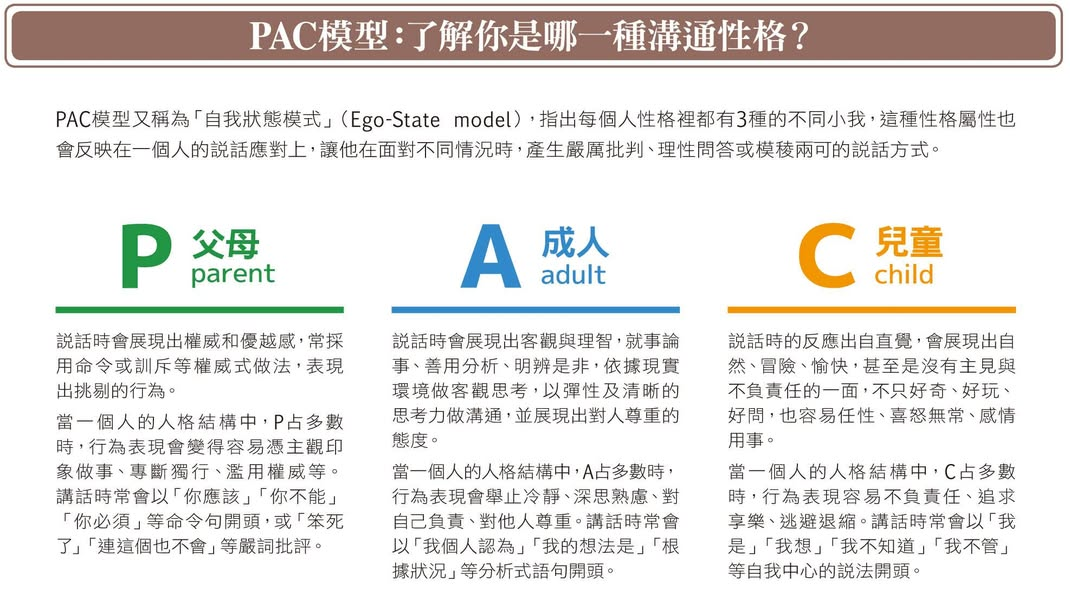 PAC模型：了解你是哪一種溝通性格？
PAC模型又稱為「自我狀態模式」（Ego-State model），指出每個人性格裡都有3種的不同小我，這種性格屬性也
會反映在一個人的說話應對上，讓他在面對不同情況時，產生嚴厲批判、理性問答或模稜兩可的說話方式。
P 父母
parent
說話時會展現出權威和優越感，常採
用命令或訓斥等權威式做法，表現
出挑剔的行為。
當一個人的人格結構中，P占多數
時，行為表現會變得容易憑主觀印
象做事、專斷獨行、濫用權威等。
講話時常會以「你應該」「你不能」
「你必須」等命令句開頭，或「笨死
了」「連這個也不會」等嚴詞批評。
A 成人
adult
說話時會展現出客觀與理智，就事論
事、善用分析、明辨是非，依據現實
環境做客觀思考，以彈性及清晰的
思考力做溝通，並展現出對人尊重的
態度。
當一個人的人格結構中，A占多數時，
行為表現會舉止冷靜、深思熟慮、對
自己負責、對他人尊重。講話時常會
以「我個人認為」「我的想法是」「根
據狀況」等分析式語句開頭。
C 兒童
child
說話時的反應出自直覺，會展現出自
然、冒險、愉快，甚至是沒有主見與
不負責任的一面，不只好奇、好玩、
好問，也容易任性、喜怒無常、感情
用事。
當一個人的人格結構中，C占多數
時，行為表現容易不負責任、追求
享樂、逃避退縮。講話時常會以「我
是」「我想」「我不知道」「我不管」
等自我中心的說法開頭。